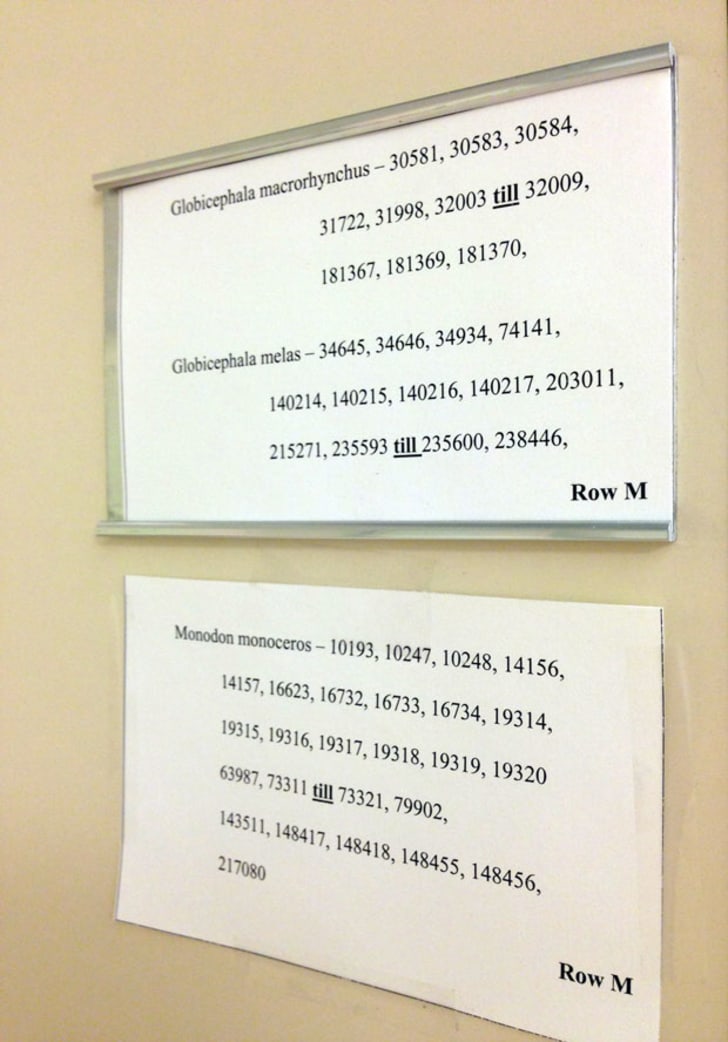 Globicephala macrorhynchus – 30581, 30583, 30584,
31722, 31998, 32003 till 32009,
181367, 181369, 181370,
Globicephala melas – 34645, 34646, 34934, 74141,
140214, 140215, 140216, 140217, 203011,
215271, 235593 till 235600, 238446,
Row M
Monodon monoceros – 10193, 10247, 10248, 14156,
14157, 16623, 16732, 16733, 16734, 19314,
19315, 19316, 19317, 19318, 19319, 19320
63987, 73311 till 73321, 79902,
143511, 148417, 148418, 148455, 148456,
217080
Row M